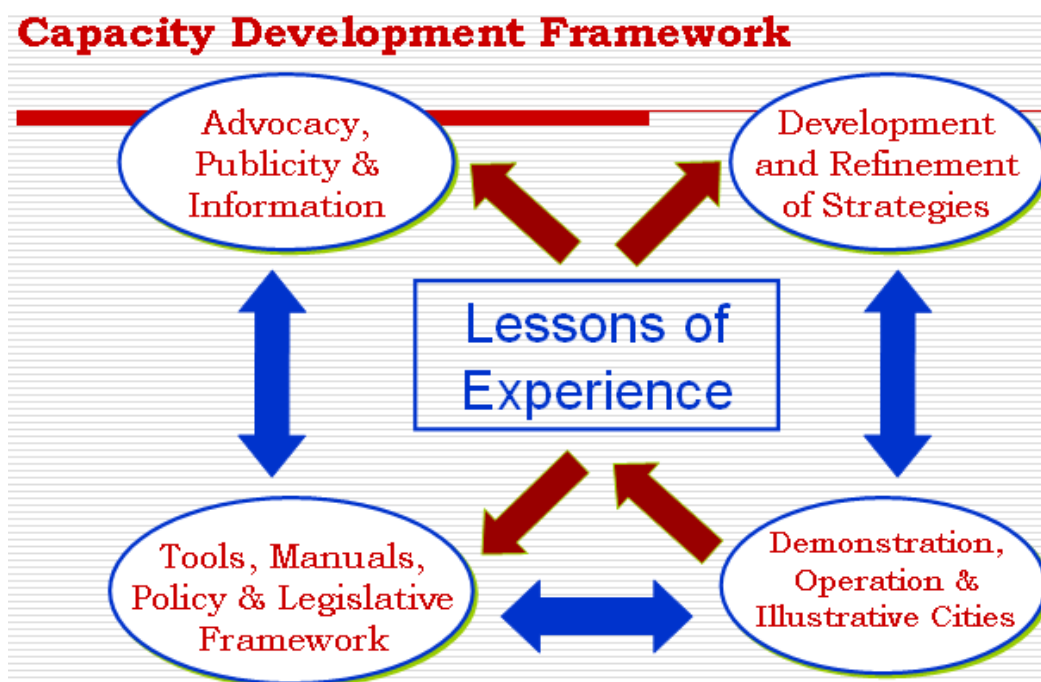 Capacity Development Framework
Advocacy,
Publicity &
Information
Development
and Refinement
of Strategies
Lessons of
Experience
Tools, Manuals,
Policy & Legislative
Framework
Demonstration,
Operation &
Illustrative Cities